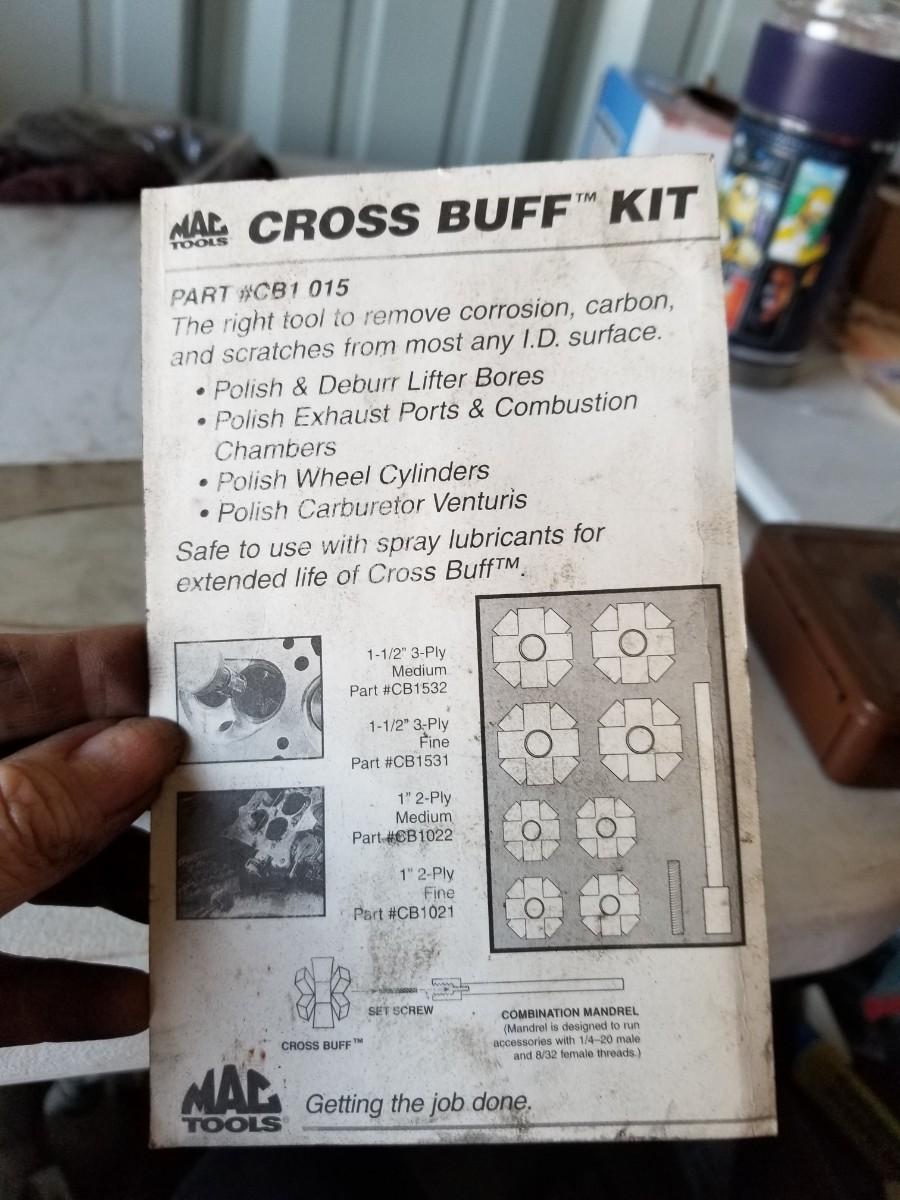 MAC
TOOLS
CROSS BUFF™ KIT
PART #CB1 015
The right tool to remove corrosion, carbon,
and scratches from most any I.D. surface.
• Polish & Deburr Lifter Bores
• Polish Exhaust Ports & Combustion
Chambers
• Polish Wheel Cylinders
• Polish Carburetor Venturis
Safe to use with spray lubricants for
extended life of Cross Buff™.
1-1/2" 3-Ply
Medium
Part #CB1532
1-1/2" 3-Ply
Fine
Part #CB1531
1" 2-Ply
Medium
Part #CB1022
1" 2-Ply
Fine
Part #CB1021
SET SCREW
CROSS BUFF™
COMBINATION MANDREL
(Mandrel is designed to run
accessories with 1/4–20 male
and 8/32 female threads.)
MAC
TOOLS®
Getting the job done.